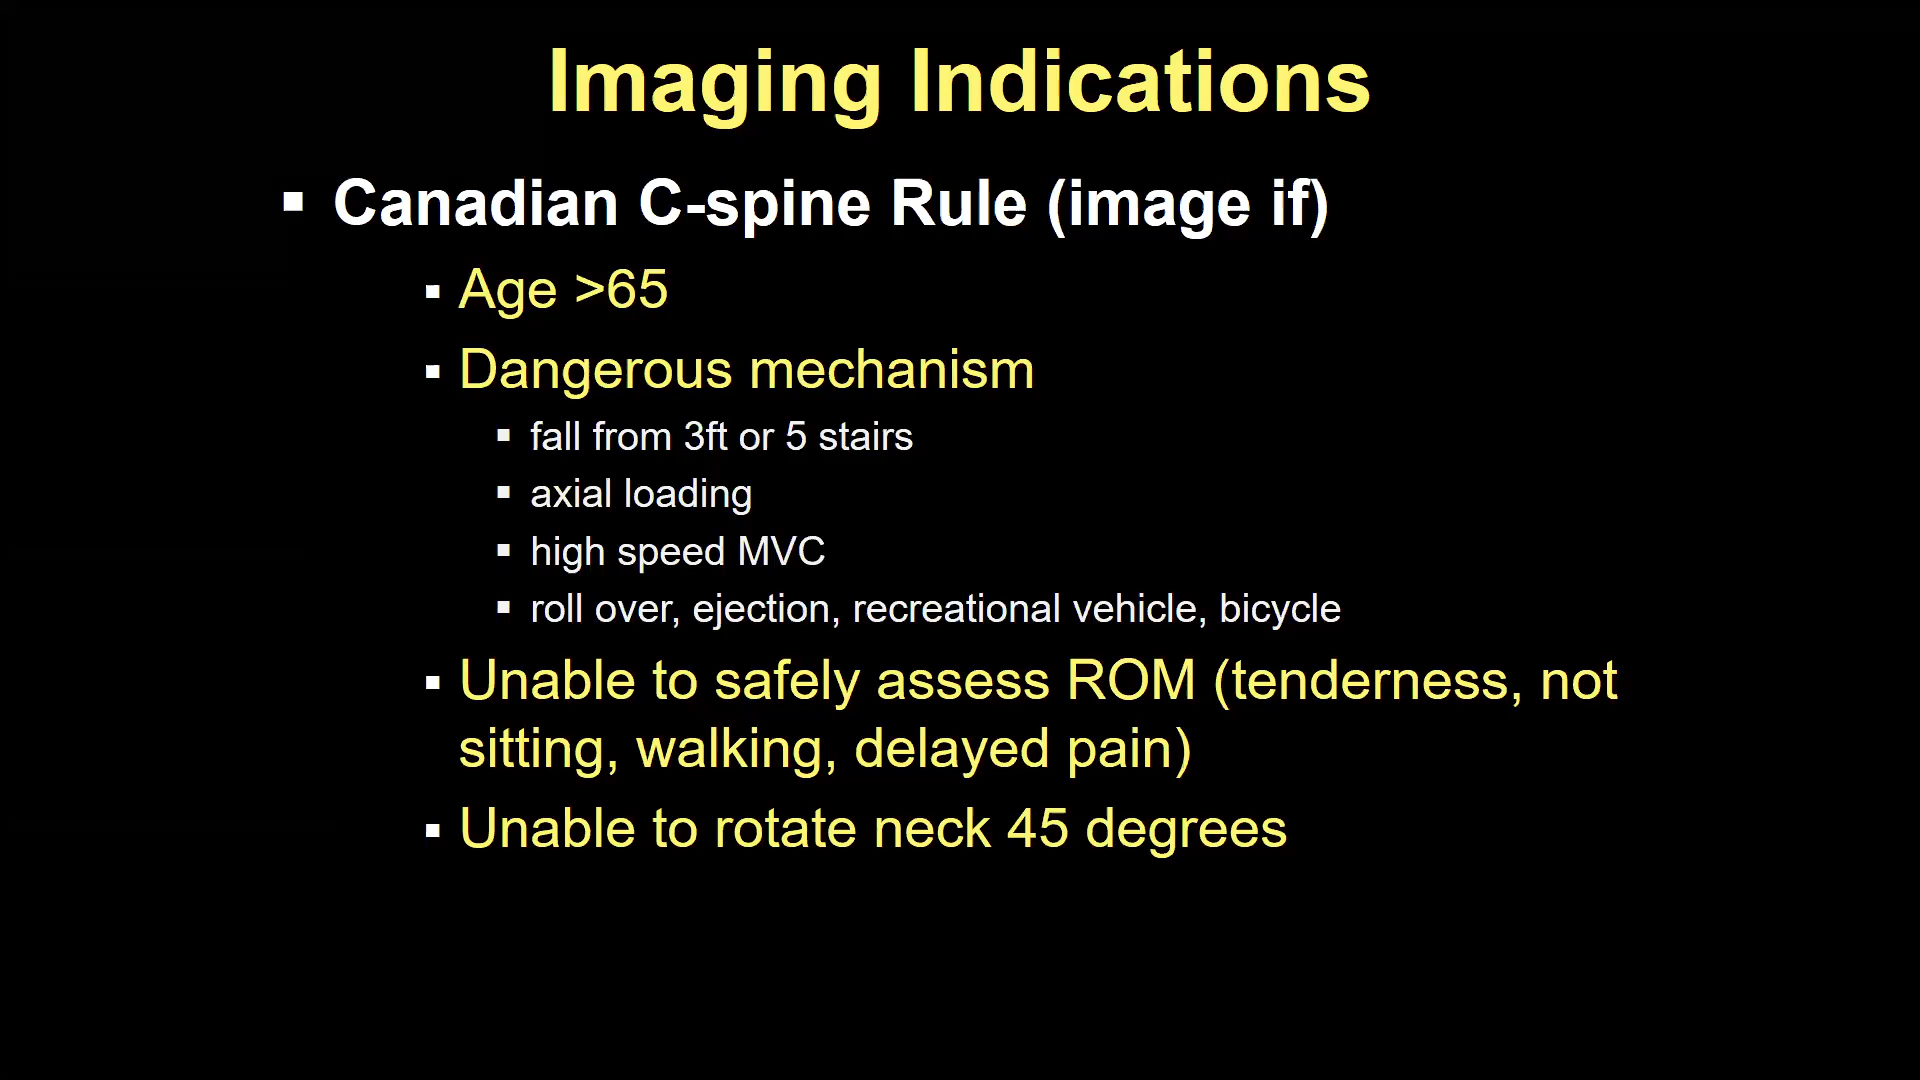 Imaging Indications
▪ Canadian C-spine Rule (image if)
▪ Age >65
▪ Dangerous mechanism
▪ fall from 3ft or 5 stairs
▪ axial loading
▪ high speed MVC
▪ roll over, ejection, recreational vehicle, bicycle
▪ Unable to safely assess ROM (tenderness, not
sitting, walking, delayed pain)
▪ Unable to rotate neck 45 degrees